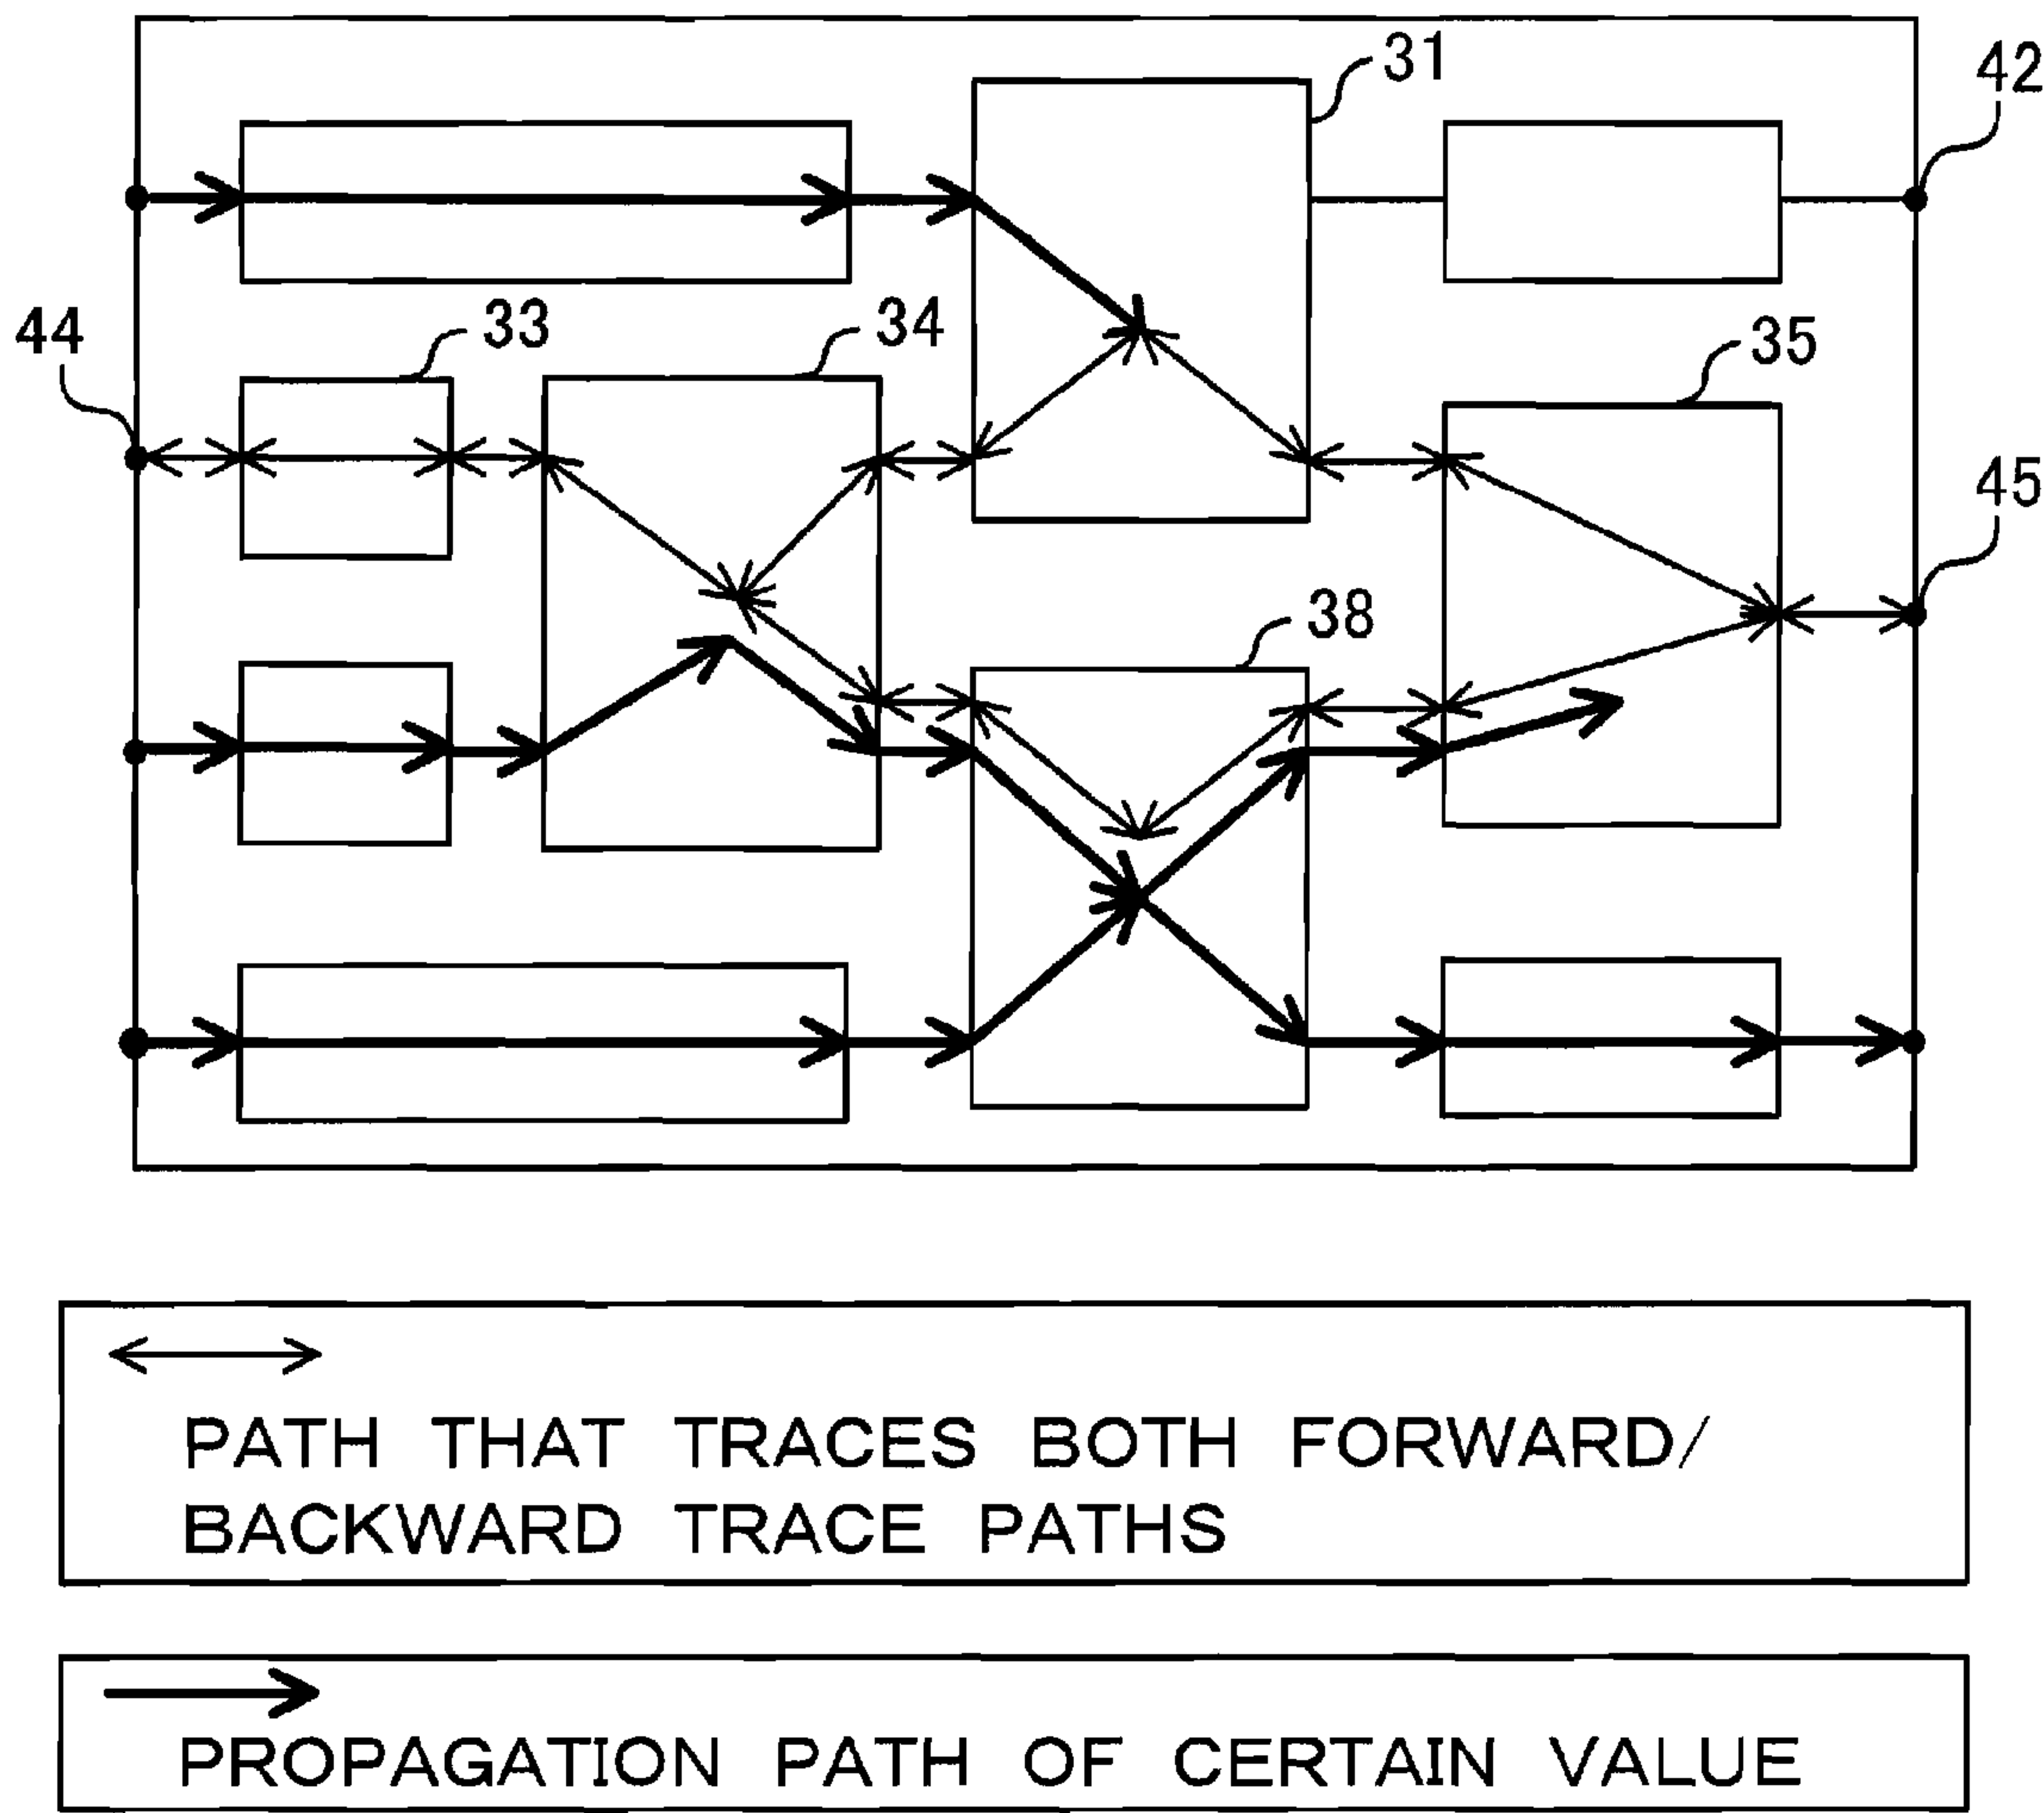 31
42
44
33
34
35
45
38
PATH THAT TRACES BOTH FORWARD/
BACKWARD TRACE PATHS
PROPAGATION PATH OF CERTAIN VALUE